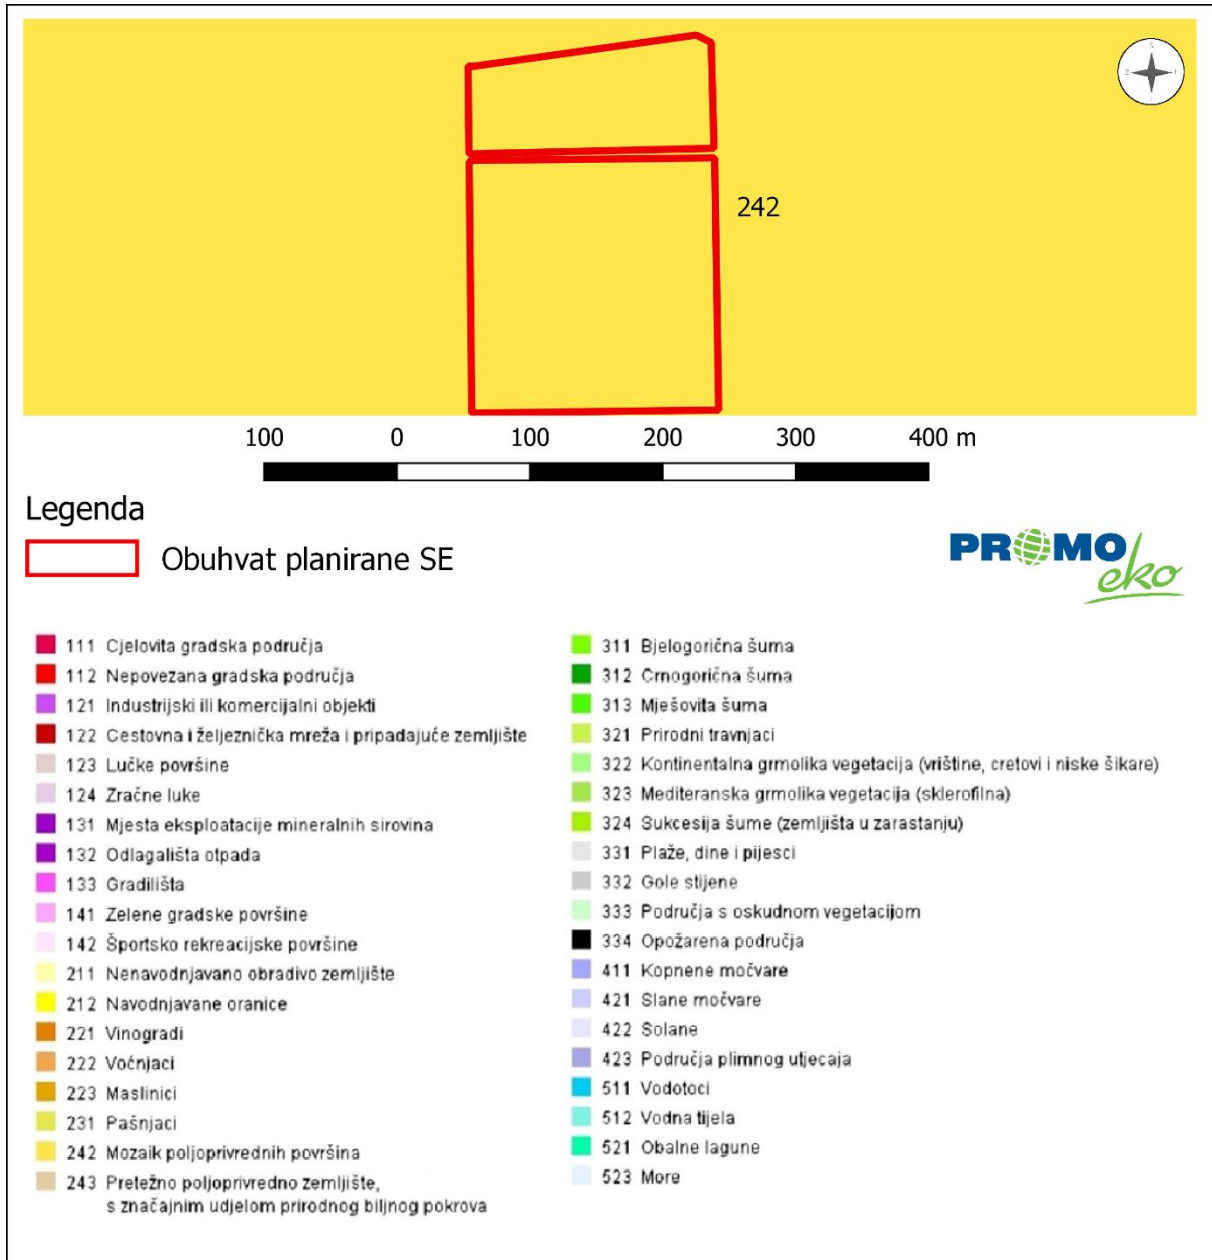 242
100 0 100 200 300 400 m
Legenda
Obuhvat planirane SE
PROMO
eko
111 Cjelovita gradska područja
112 Nepovezana gradska područja
121 Industrijski ili komercijalni objekti
122 Cestovna i željeznička mreža i pripadajuće zemljište
123 Lučke površine
124 Zračne luke
131 Mjesta eksploatacije mineralnih sirovina
132 Odlagališta otpada
133 Gradilišta
141 Zelene gradske površine
142 Športsko rekreacijske površine
211 Nenavodnjavano obradivo zemljište
212 Navodnjavane oranice
221 Vinogradi
222 Voćnjaci
223 Maslinici
231 Pašnjaci
242 Mozaik poljoprivrednih površina
243 Pretežno poljoprivredno zemljište,
s značajnim udjelom prirodnog biljnog pokrova
311 Bjelogorična šuma
312 Crnogorična šuma
313 Mješovita šuma
321 Prirodni travnjaci
322 Kontinentalna grmolika vegetacija (vrištine, cretovi i niske šikare)
323 Mediteranska grmolika vegetacija (sklerofilna)
324 Sukcesija šume (zemljišta u zarastanju)
331 Plaže, dine i pijesci
332 Gole stijene
333 Područja s oskudnom vegetacijom
334 Opožarena područja
411 Kopnene močvare
421 Slane močvare
422 Solane
423 Područja plimnog utjecaja
511 Vodotoci
512 Vodna tijela
521 Obalne lagune
523 More